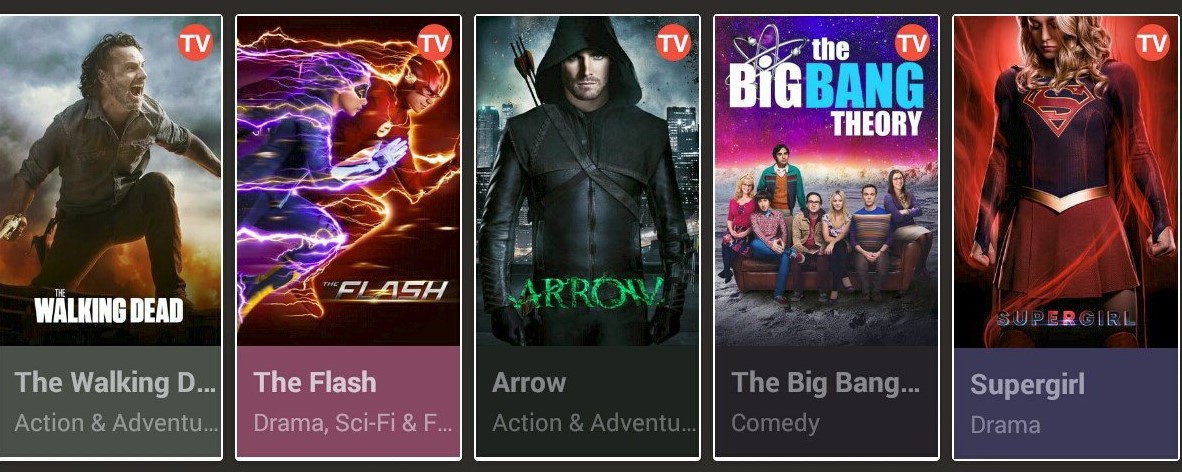 TV
THE
WALKING DEAD
The Walking D...
Action & Adventu...
TV
THE FLASH
The Flash
Drama, Sci-Fi & F...
TV
ARROW
Arrow
Action & Adventu...
TV
the
BIG BANG
THEORY
The Big Bang...
Comedy
TV
SUPERGIRL
Supergirl
Drama